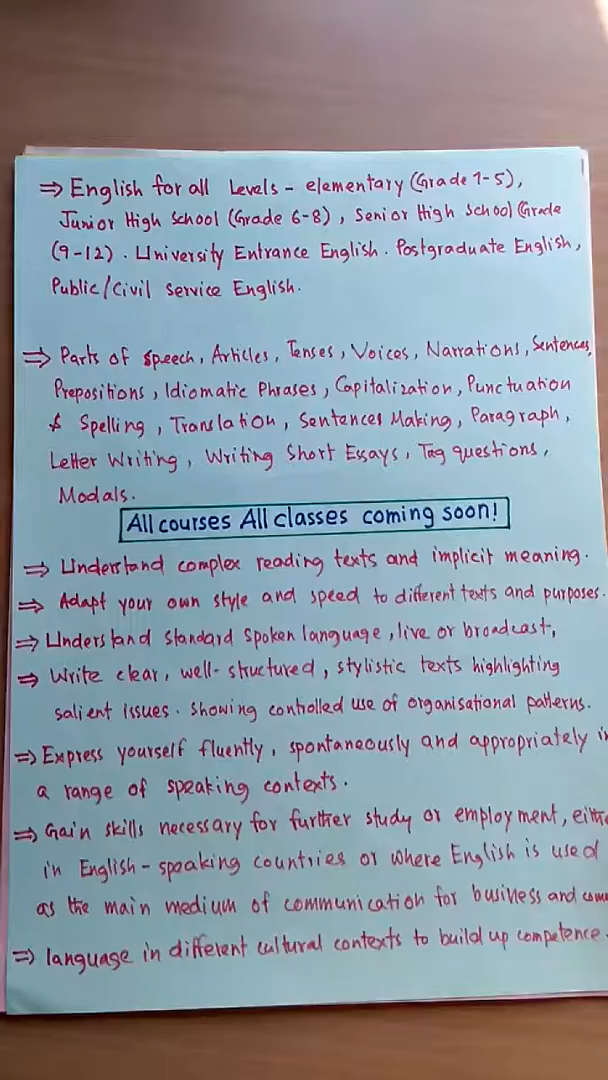 ⇒ English for all Levels - elementary (Grade 1-5),
Junior High School (Grade 6-8), Senior High School (Grade
(9-12). University Entrance English. Postgraduate English,
Public/Civil Service English.
⇒ Parts of speech, Articles, Tenses, Voices, Narrations, Sentences,
Prepositions, Idiomatic Phrases, Capitalization, Punctuation
& Spelling, Translation, Sentences Making, Paragraph,
Letter Writing, Writing Short Essays, Tag questions,
Modals.
All courses All classes coming soon!
⇒ Understand complex reading texts and implicit meaning.
⇒ Adapt your own style and speed to different texts and purposes.
⇒ Understand standard spoken language, live or broadcast,
⇒ Write clear, well-structured, stylistic texts highlighting
salient issues. Showing controlled use of organisational patterns.
⇒ Express yourself fluently, spontaneously and appropriately in
a range of speaking contexts.
⇒ Gain skills necessary for further study or employment,
in English-speaking countries or where English is used
as the main medium of communication for business and
⇒ language in different cultural contexts to build up competence.